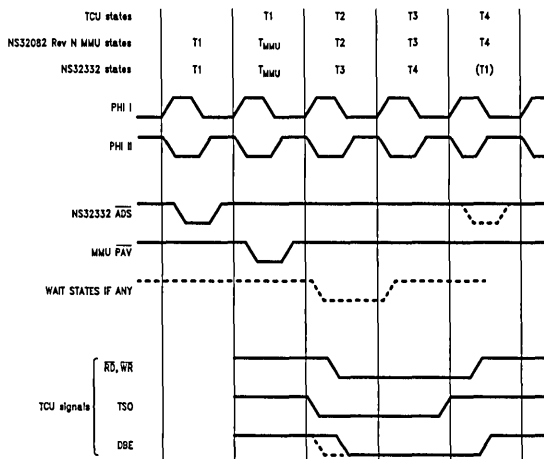 TCU states T1 T2 T3 T4
NS32082 Rev N MMU states T1 TMMU T2 T3 T4
NS32332 states T1 TMMU T3 T4 (T1)
PHI I
PHI II
NS32332 ADS
MMU PAV
WAIT STATES IF ANY
RD, WR
TCU signals TSO
DBE